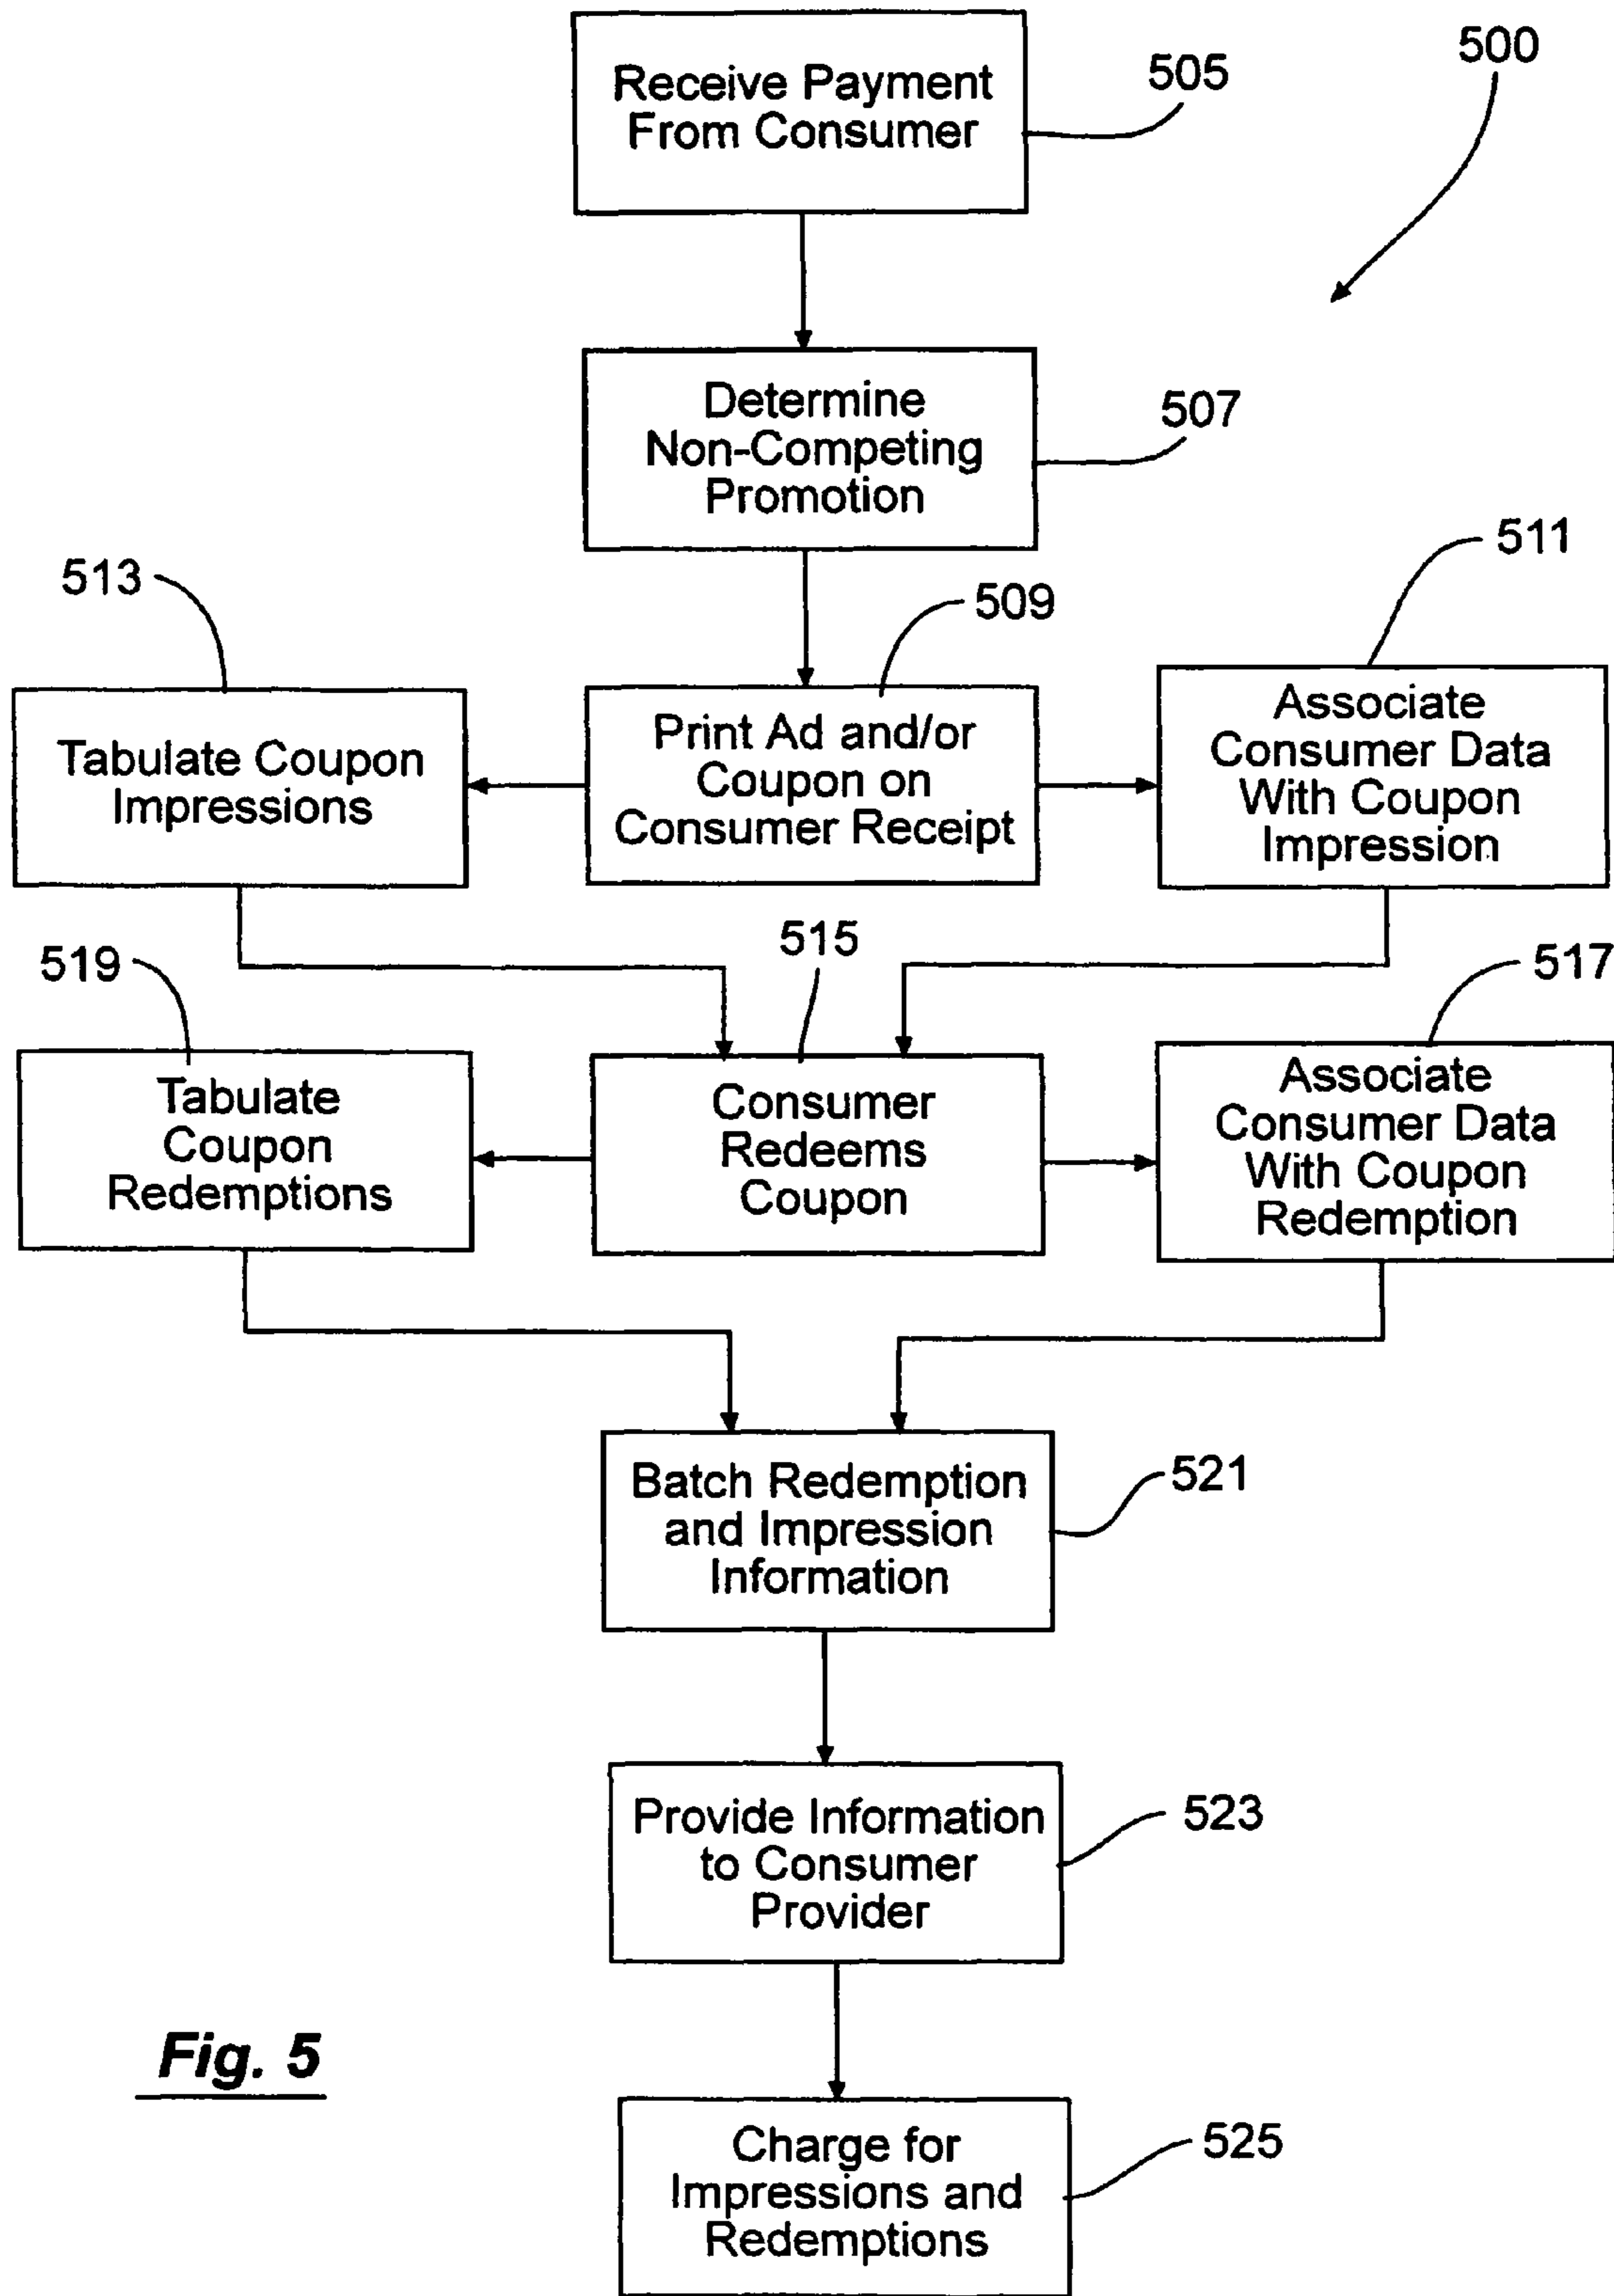 500
Receive Payment
From Consumer
505
Determine
Non-Competing
Promotion
507
513
509
511
Tabulate Coupon
Impressions
Print Ad and/or
Coupon on
Consumer Receipt
Associate
Consumer Data
With Coupon
Impression
519
515
517
Tabulate
Coupon
Redemptions
Consumer
Redeems
Coupon
Associate
Consumer Data
With Coupon
Redemption
Batch Redemption
and Impression
Information
521
Provide Information
to Consumer
Provider
523
Charge for
Impressions and
Redemptions
525
Fig. 5